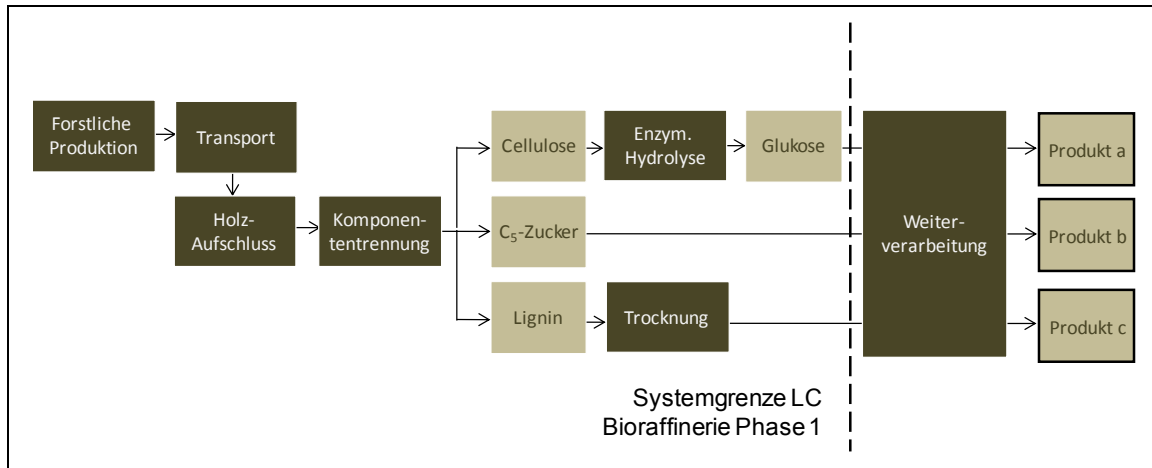 Forstliche
Produktion
Transport
Holz-
Aufschluss
Komponen-
tentrennung
Cellulose
Enzym.
Hydrolyse
Glukose
C₅-Zucker
Lignin
Trocknung
Weiter-
verarbeitung
Produkt a
Produkt b
Produkt c
Systemgrenze LC
Bioraffinerie Phase 1